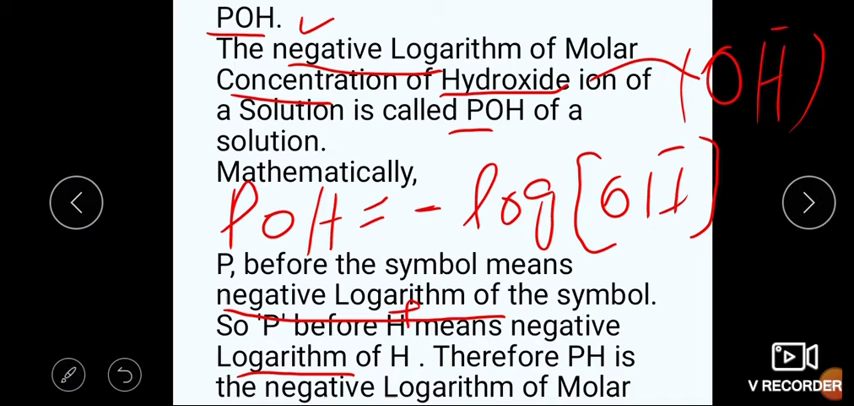 POH.
The negative Logarithm of Molar
Concentration of Hydroxide ion of
(OH̄)
a Solution is called POH of a
solution.
Mathematically,
POH = - log [OH̄]
P, before the symbol means
negative Logarithm of the symbol.
So 'P' before H⁺ means negative
Logarithm of H . Therefore PH is
the negative Logarithm of Molar
V RECORDER